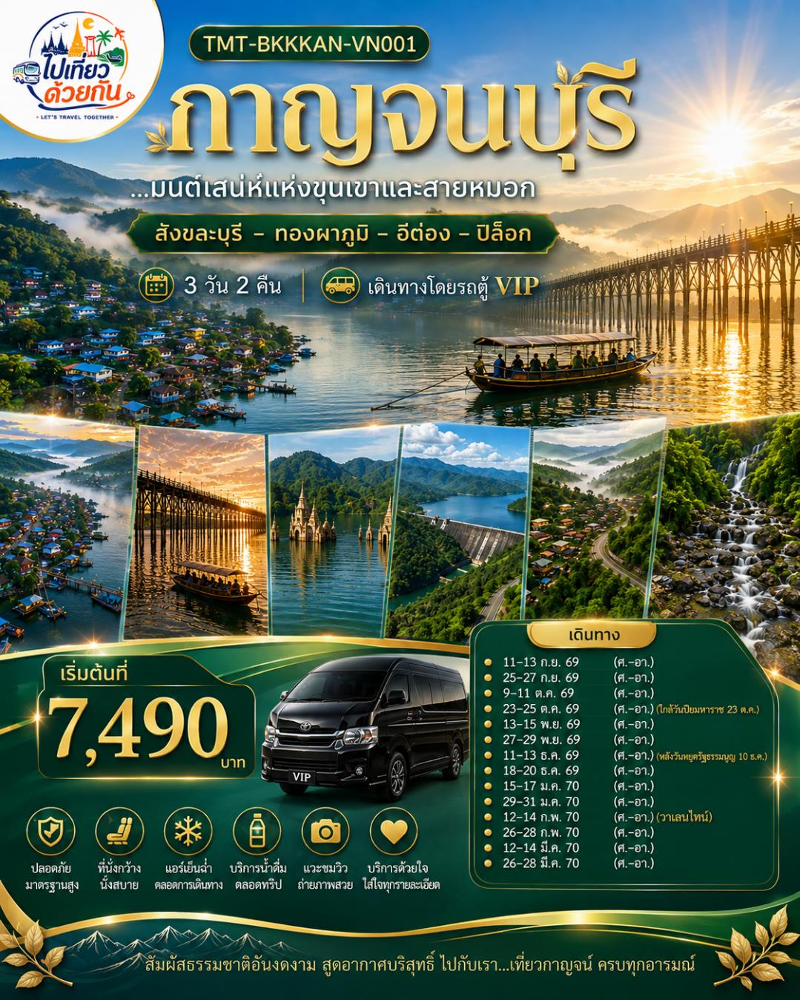 ไปเที่ยว
ด้วยกัน
- LET'S TRAVEL TOGETHER -
TMT-BKKKAN-VN001
กาญจนบุรี
...มนต์เสน่ห์แห่งขุนเขาและสายหมอก
สังขละบุรี – ทองผาภูมิ – อีต่อง – ปิล็อก
3 วัน 2 คืน
เดินทางโดยรถตู้ VIP
เริ่มต้นที่
7,490
บาท
VIP
เดินทาง
11-13 ก.ย. 69 (ศ.-อา.)
25-27 ก.ย. 69 (ศ.-อา.)
9-11 ต.ค. 69 (ศ.-อา.)
23-25 ต.ค. 69 (ศ.-อา.) (ใกล้วันปิยมหาราช 23 ต.ค.)
13-15 พ.ย. 69 (ศ.-อา.)
27-29 พ.ย. 69 (ศ.-อา.)
11-13 ธ.ค. 69 (ศ.-อา.) (หลังวันหยุดรัฐธรรมนูญ 10 ธ.ค.)
18-20 ธ.ค. 69 (ศ.-อา.)
15-17 ม.ค. 70 (ศ.-อา.)
29-31 ม.ค. 70 (ศ.-อา.)
12-14 ก.พ. 70 (ศ.-อา.) (วาเลนไทน์)
26-28 ก.พ. 70 (ศ.-อา.)
12-14 มี.ค. 70 (ศ.-อา.)
26-28 มี.ค. 70 (ศ.-อา.)
ปลอดภัย
มาตรฐานสูง
ที่นั่งกว้าง
นั่งสบาย
แอร์เย็นฉ่ำ
ตลอดการเดินทาง
บริการน้ำดื่ม
ตลอดทริป
แวะชมวิว
ถ่ายภาพสวย
บริการด้วยใจ
ใส่ใจทุกรายละเอียด
สัมผัสธรรมชาติอันงดงาม สูดอากาศบริสุทธิ์ ไปกับเรา...เที่ยวกาญจน์ ครบทุกอารมณ์